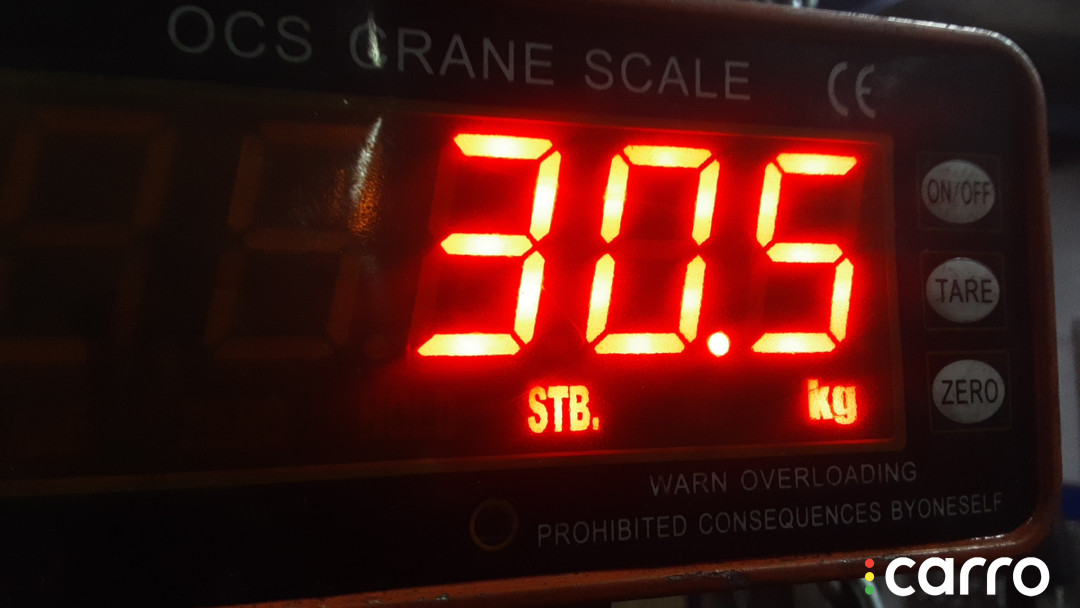 OCS CRANE SCALE
CE
30.5
STB.
kg
ON/OFF
TARE
ZERO
WARN OVERLOADING
PROHIBITED CONSEQUENCES BYONESELF
carro